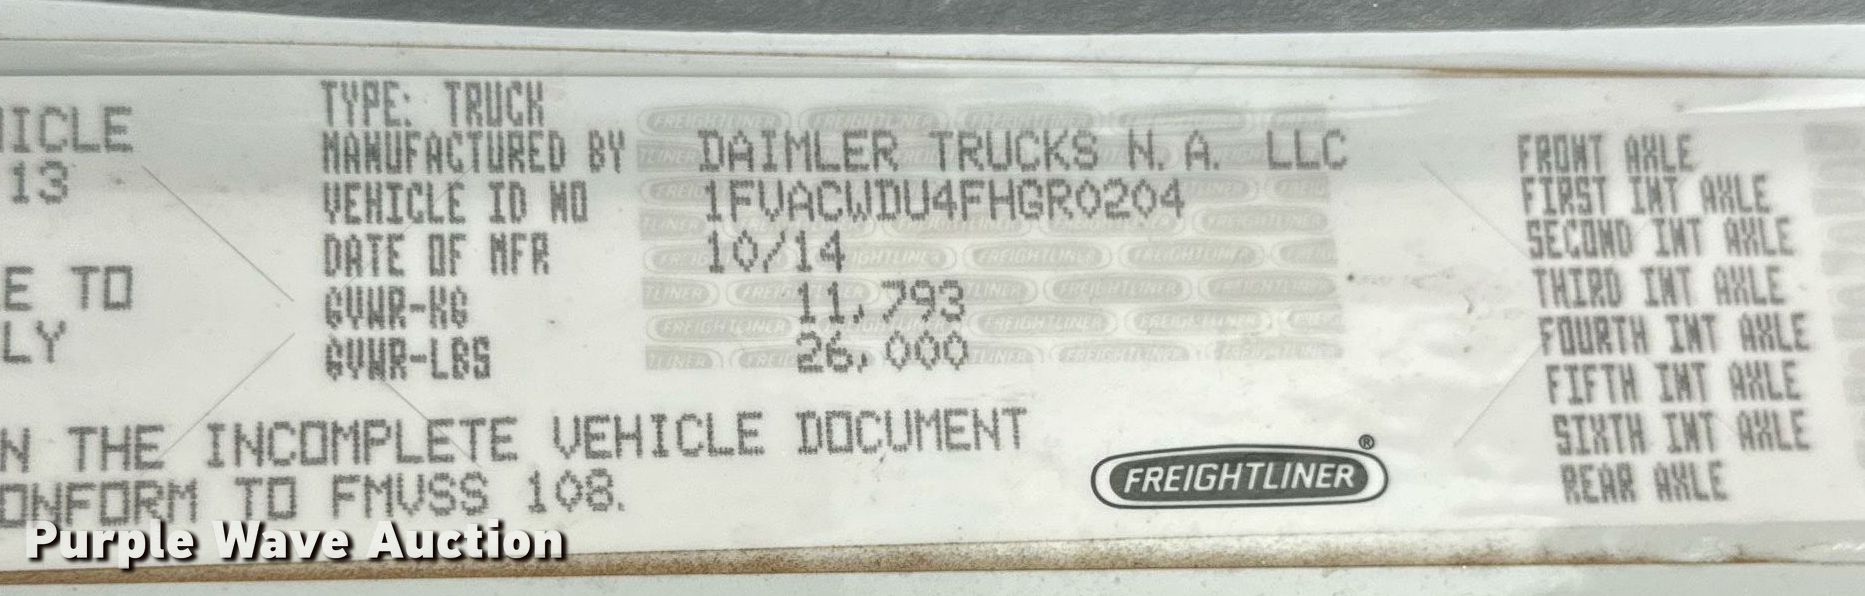 ICLE
13
E TO
LY
TYPE: TRUCK
MANUFACTURED BY DAIMLER TRUCKS N. A. LLC
VEHICLE ID NO 1FVACWDU4FHGR0204
DATE OF MFR 10/14
GVWR-KG 11,793
GVWR-LBS 26,000
FRONT AXLE
FIRST INT AXLE
SECOND INT AXLE
THIRD INT AXLE
FOURTH INT AXLE
FIFTH INT AXLE
SIXTH INT AXLE
REAR AXLE
N THE INCOMPLETE VEHICLE DOCUMENT
ONFORM TO FMVSS 108.
FREIGHTLINER®
Purple Wave Auction